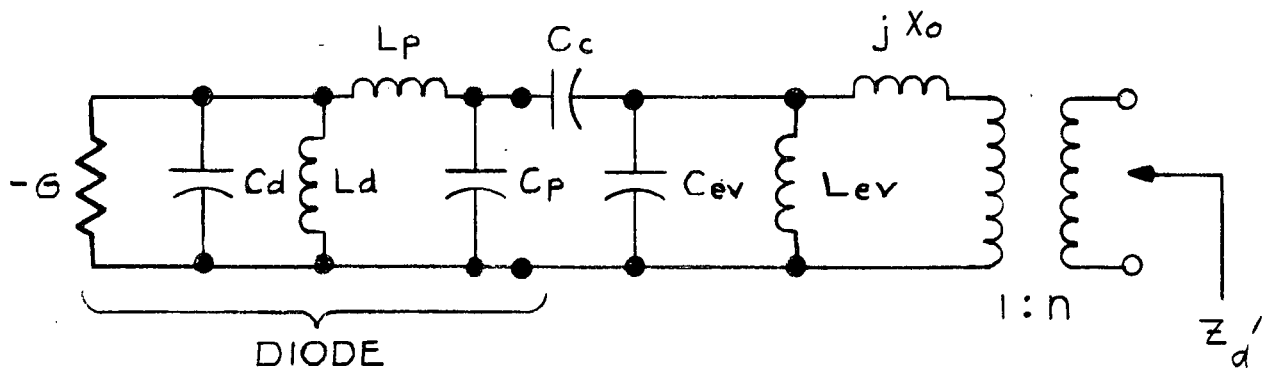 Lp
Cc
j Xo
-G
Cd
Ld
Cp
Cev
Lev
1:n
Zd'
DIODE